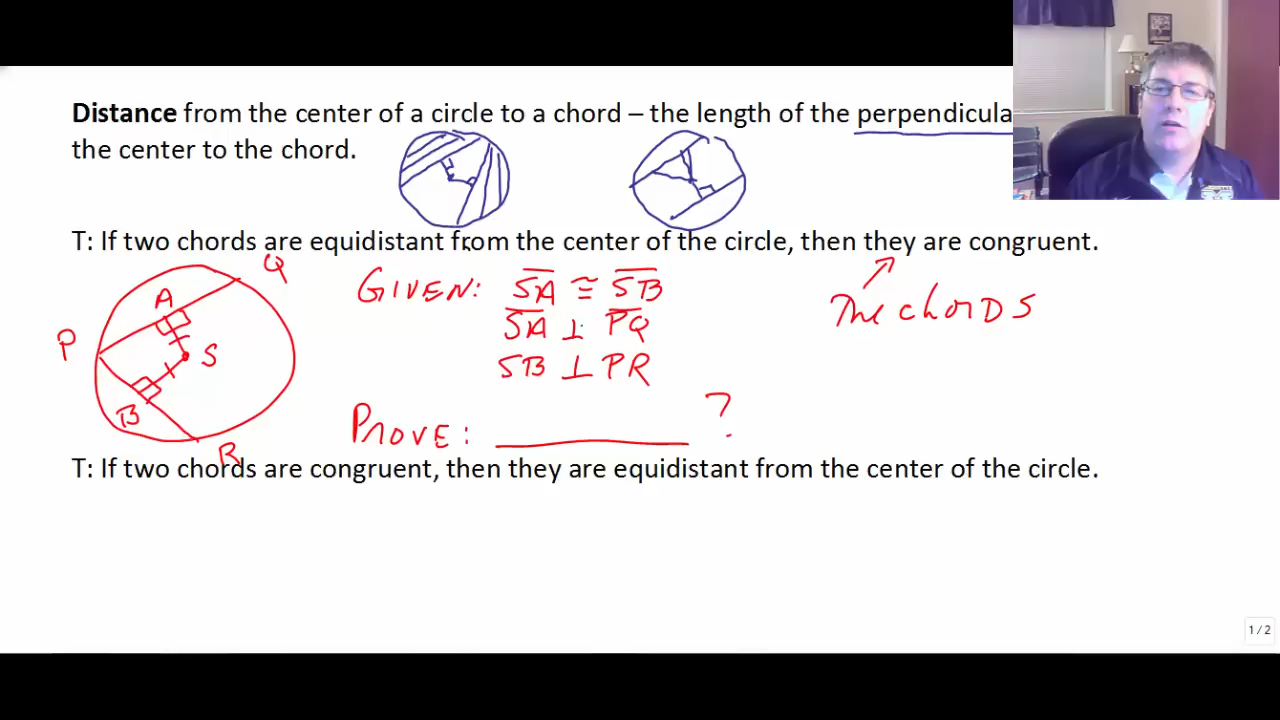 Distance from the center of a circle to a chord – the length of the perpendicula
the center to the chord.
T: If two chords are equidistant from the center of the circle, then they are congruent.
Q
A
P
S
B
R
GIVEN: SA ≅ SB
SA ⊥ PQ
SB ⊥ PR
The chORDS
PROVE: ________ ?
T: If two chords are congruent, then they are equidistant from the center of the circle.
1 / 2